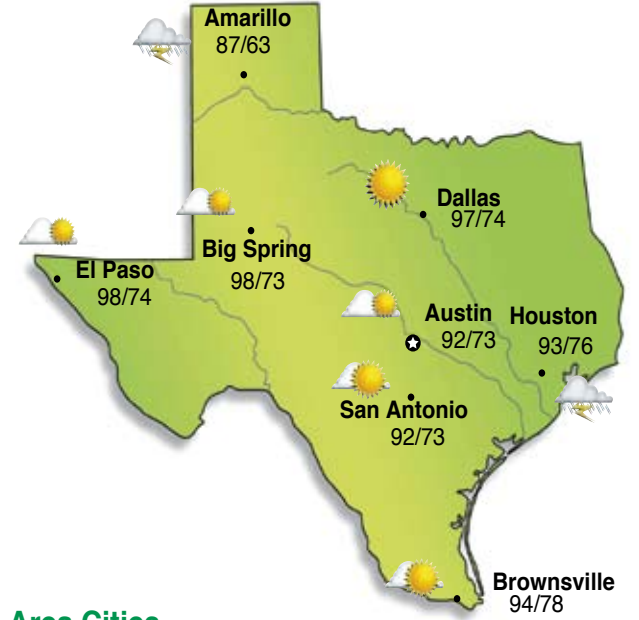 Amarillo
87/63
Dallas
97/74
Big Spring
98/73
El Paso
98/74
Austin
92/73
Houston
93/76
San Antonio
92/73
Brownsville
94/78
Area Cities